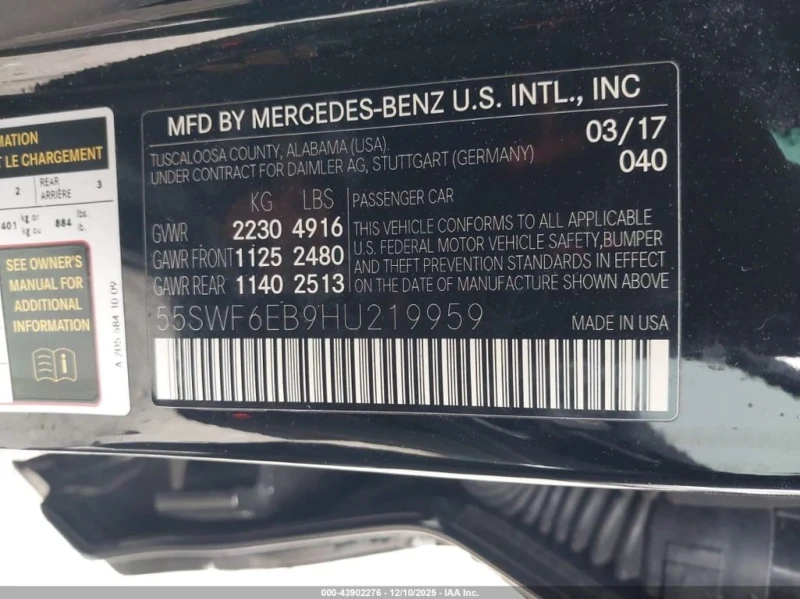 MATION
T LE CHARGEMENT
2 REAR ARRIÈRE 3
401 kg or kg ou 884 lbs. lb.
SEE OWNER'S
MANUAL FOR
ADDITIONAL
INFORMATION
A 205 584 10 09
MFD BY MERCEDES-BENZ U.S. INTL., INC
TUSCALOOSA COUNTY, ALABAMA (USA).
UNDER CONTRACT FOR DAIMLER AG, STUTTGART (GERMANY)
03/17
040
KG LBS
GVWR 2230 4916
GAWR FRONT 1125 2480
GAWR REAR 1140 2513
PASSENGER CAR
THIS VEHICLE CONFORMS TO ALL APPLICABLE
U.S. FEDERAL MOTOR VEHICLE SAFETY, BUMPER
AND THEFT PREVENTION STANDARDS IN EFFECT
ON THE DATE OF MANUFACTURE SHOWN ABOVE
55SWF6EB9HU219959
MADE IN USA
000-43902276 - 12/10/2025 - IAA Inc.